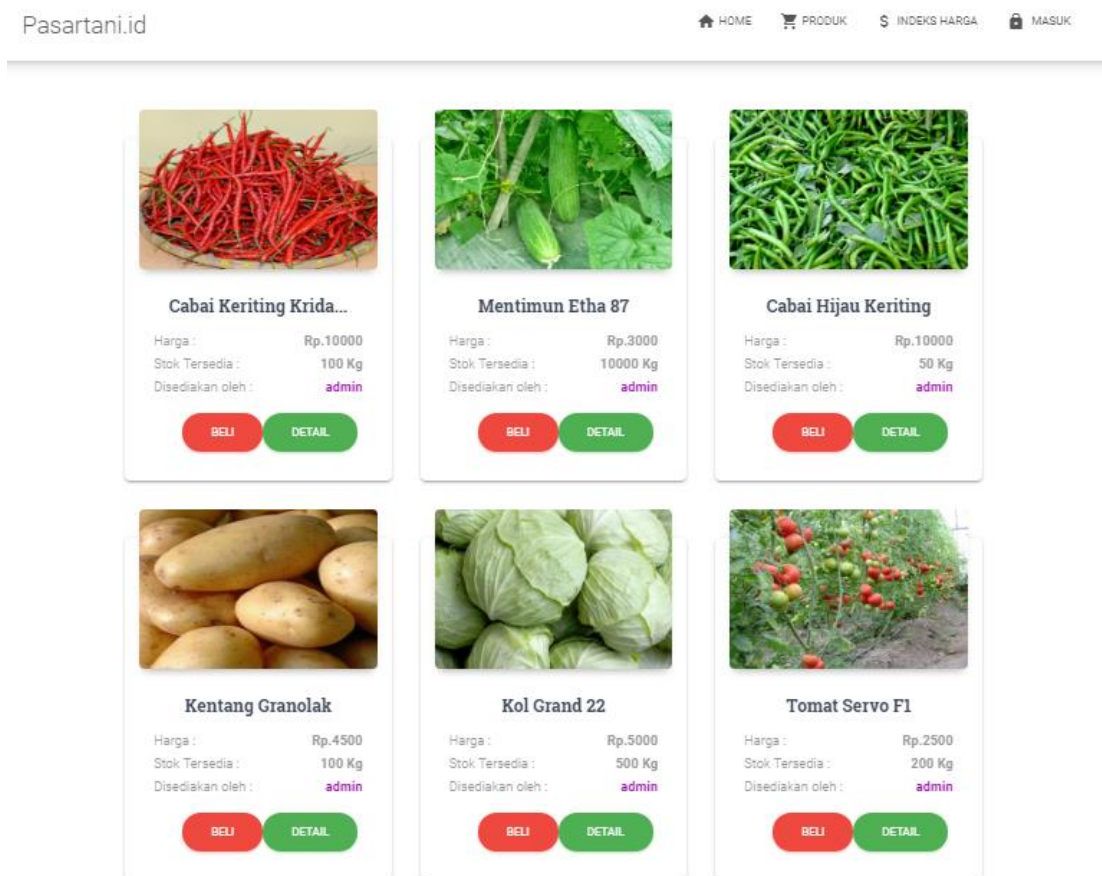 Pasartani.id
HOME PRODUK $ INDEKS HARGA MASUK
Cabai Keriting Krida...
Harga : Rp.10000
Stok Tersedia : 100 Kg
Disediakan oleh : admin
BELI DETAIL
Mentimun Etha 87
Harga : Rp.3000
Stok Tersedia : 10000 Kg
Disediakan oleh : admin
BELI DETAIL
Cabai Hijau Keriting
Harga : Rp.10000
Stok Tersedia : 50 Kg
Disediakan oleh : admin
BELI DETAIL
Kentang Granolak
Harga : Rp.4500
Stok Tersedia : 100 Kg
Disediakan oleh : admin
BELI DETAIL
Kol Grand 22
Harga : Rp.5000
Stok Tersedia : 500 Kg
Disediakan oleh : admin
BELI DETAIL
Tomat Servo F1
Harga : Rp.2500
Stok Tersedia : 200 Kg
Disediakan oleh : admin
BELI DETAIL